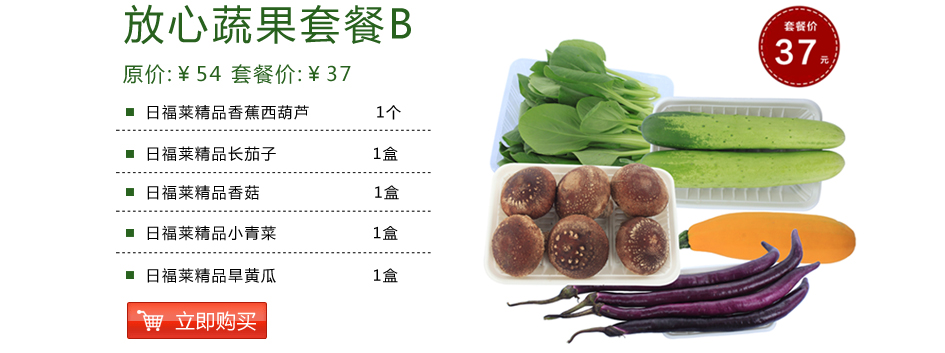 放心蔬果套餐B
原价:¥54 套餐价:¥37
日福莱精品香蕉西葫芦 1个
日福莱精品长茄子 1盒
日福莱精品香菇 1盒
日福莱精品小青菜 1盒
日福莱精品旱黄瓜 1盒
立即购买
套餐价
37元